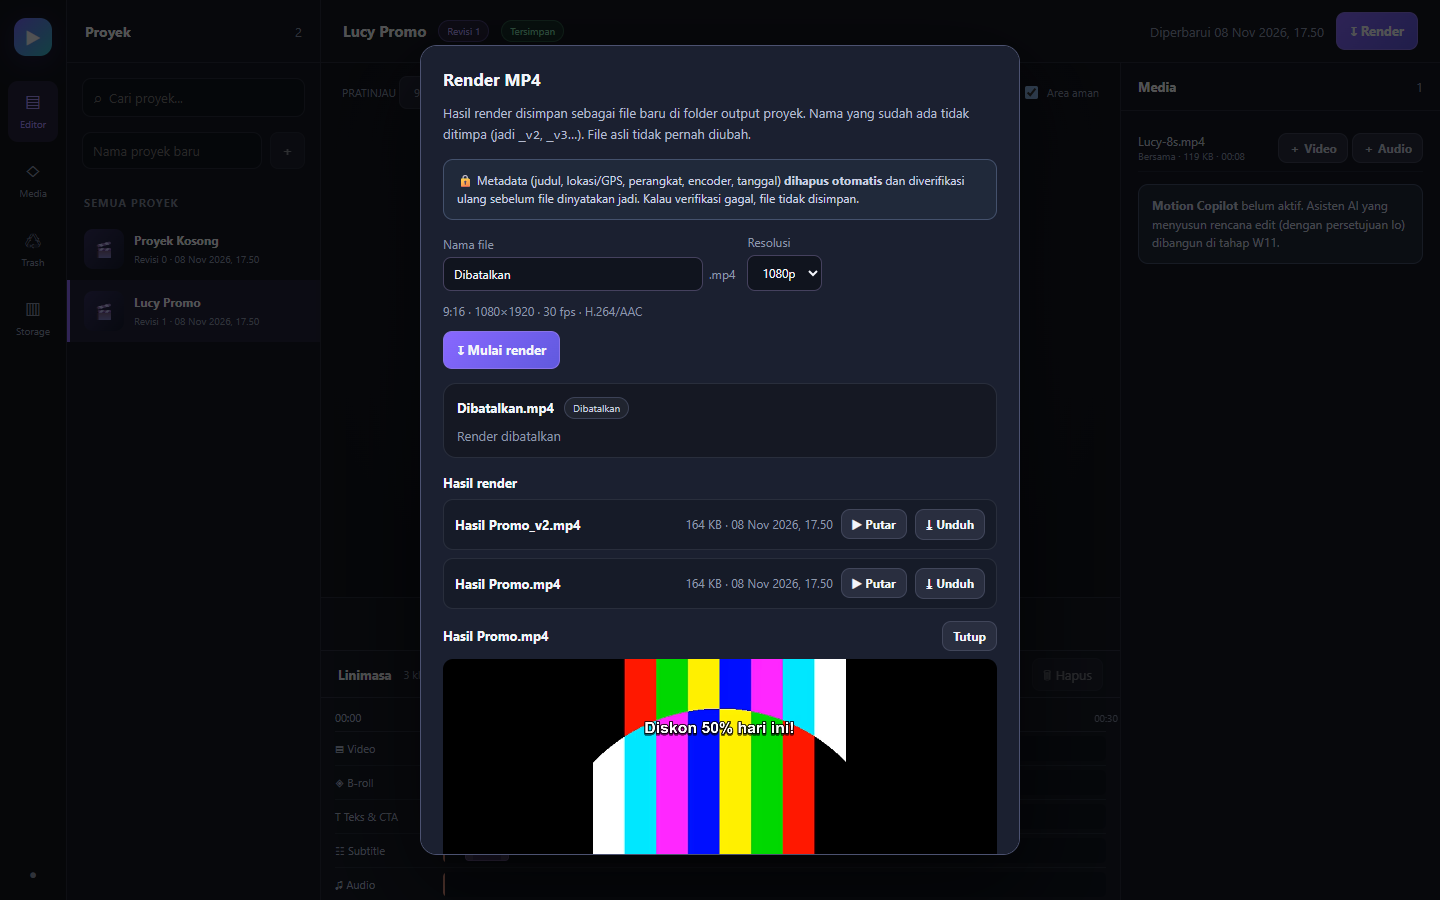 Proyek
2
Lucy Promo
Revisi 1
Tersimpan
Diperbarui 08 Nov 2026, 17.50
↧ Render
Editor
Media
Trash
Storage
Cari proyek...
Nama proyek baru
+
SEMUA PROYEK
Proyek Kosong
Revisi 0 · 08 Nov 2026, 17.50
Lucy Promo
Revisi 1 · 08 Nov 2026, 17.50
PRATINJAU
9
Area aman
Render MP4
Hasil render disimpan sebagai file baru di folder output proyek. Nama yang sudah ada tidak
ditimpa (jadi _v2, _v3…). File asli tidak pernah diubah.
🔒 Metadata (judul, lokasi/GPS, perangkat, encoder, tanggal) dihapus otomatis dan diverifikasi
ulang sebelum file dinyatakan jadi. Kalau verifikasi gagal, file tidak disimpan.
Nama file
Resolusi
Dibatalkan
.mp4
1080p
9:16 · 1080×1920 · 30 fps · H.264/AAC
↧ Mulai render
Dibatalkan.mp4
Dibatalkan
Render dibatalkan
Hasil render
Hasil Promo_v2.mp4
164 KB · 08 Nov 2026, 17.50
▶ Putar
⤓ Unduh
Hasil Promo.mp4
164 KB · 08 Nov 2026, 17.50
▶ Putar
⤓ Unduh
Hasil Promo.mp4
Tutup
Diskon 50% hari ini!
Media
1
Lucy-8s.mp4
Bersama · 119 KB · 00:08
+ Video
+ Audio
Motion Copilot belum aktif. Asisten AI yang
menyusun rencana edit (dengan persetujuan lo)
dibangun di tahap W11.
Linimasa
Hapus
00:00
00:30
Video
B-roll
T Teks & CTA
Subtitle
♫ Audio